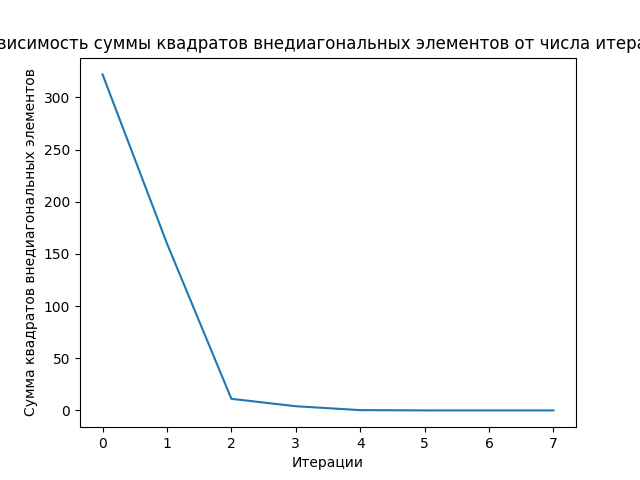 висимость суммы квадратов внедиагональных элементов от числа итера
Сумма квадратов внедиагональных элементов
300
250
200
150
100
50
0
0 1 2 3 4 5 6 7
Итерации